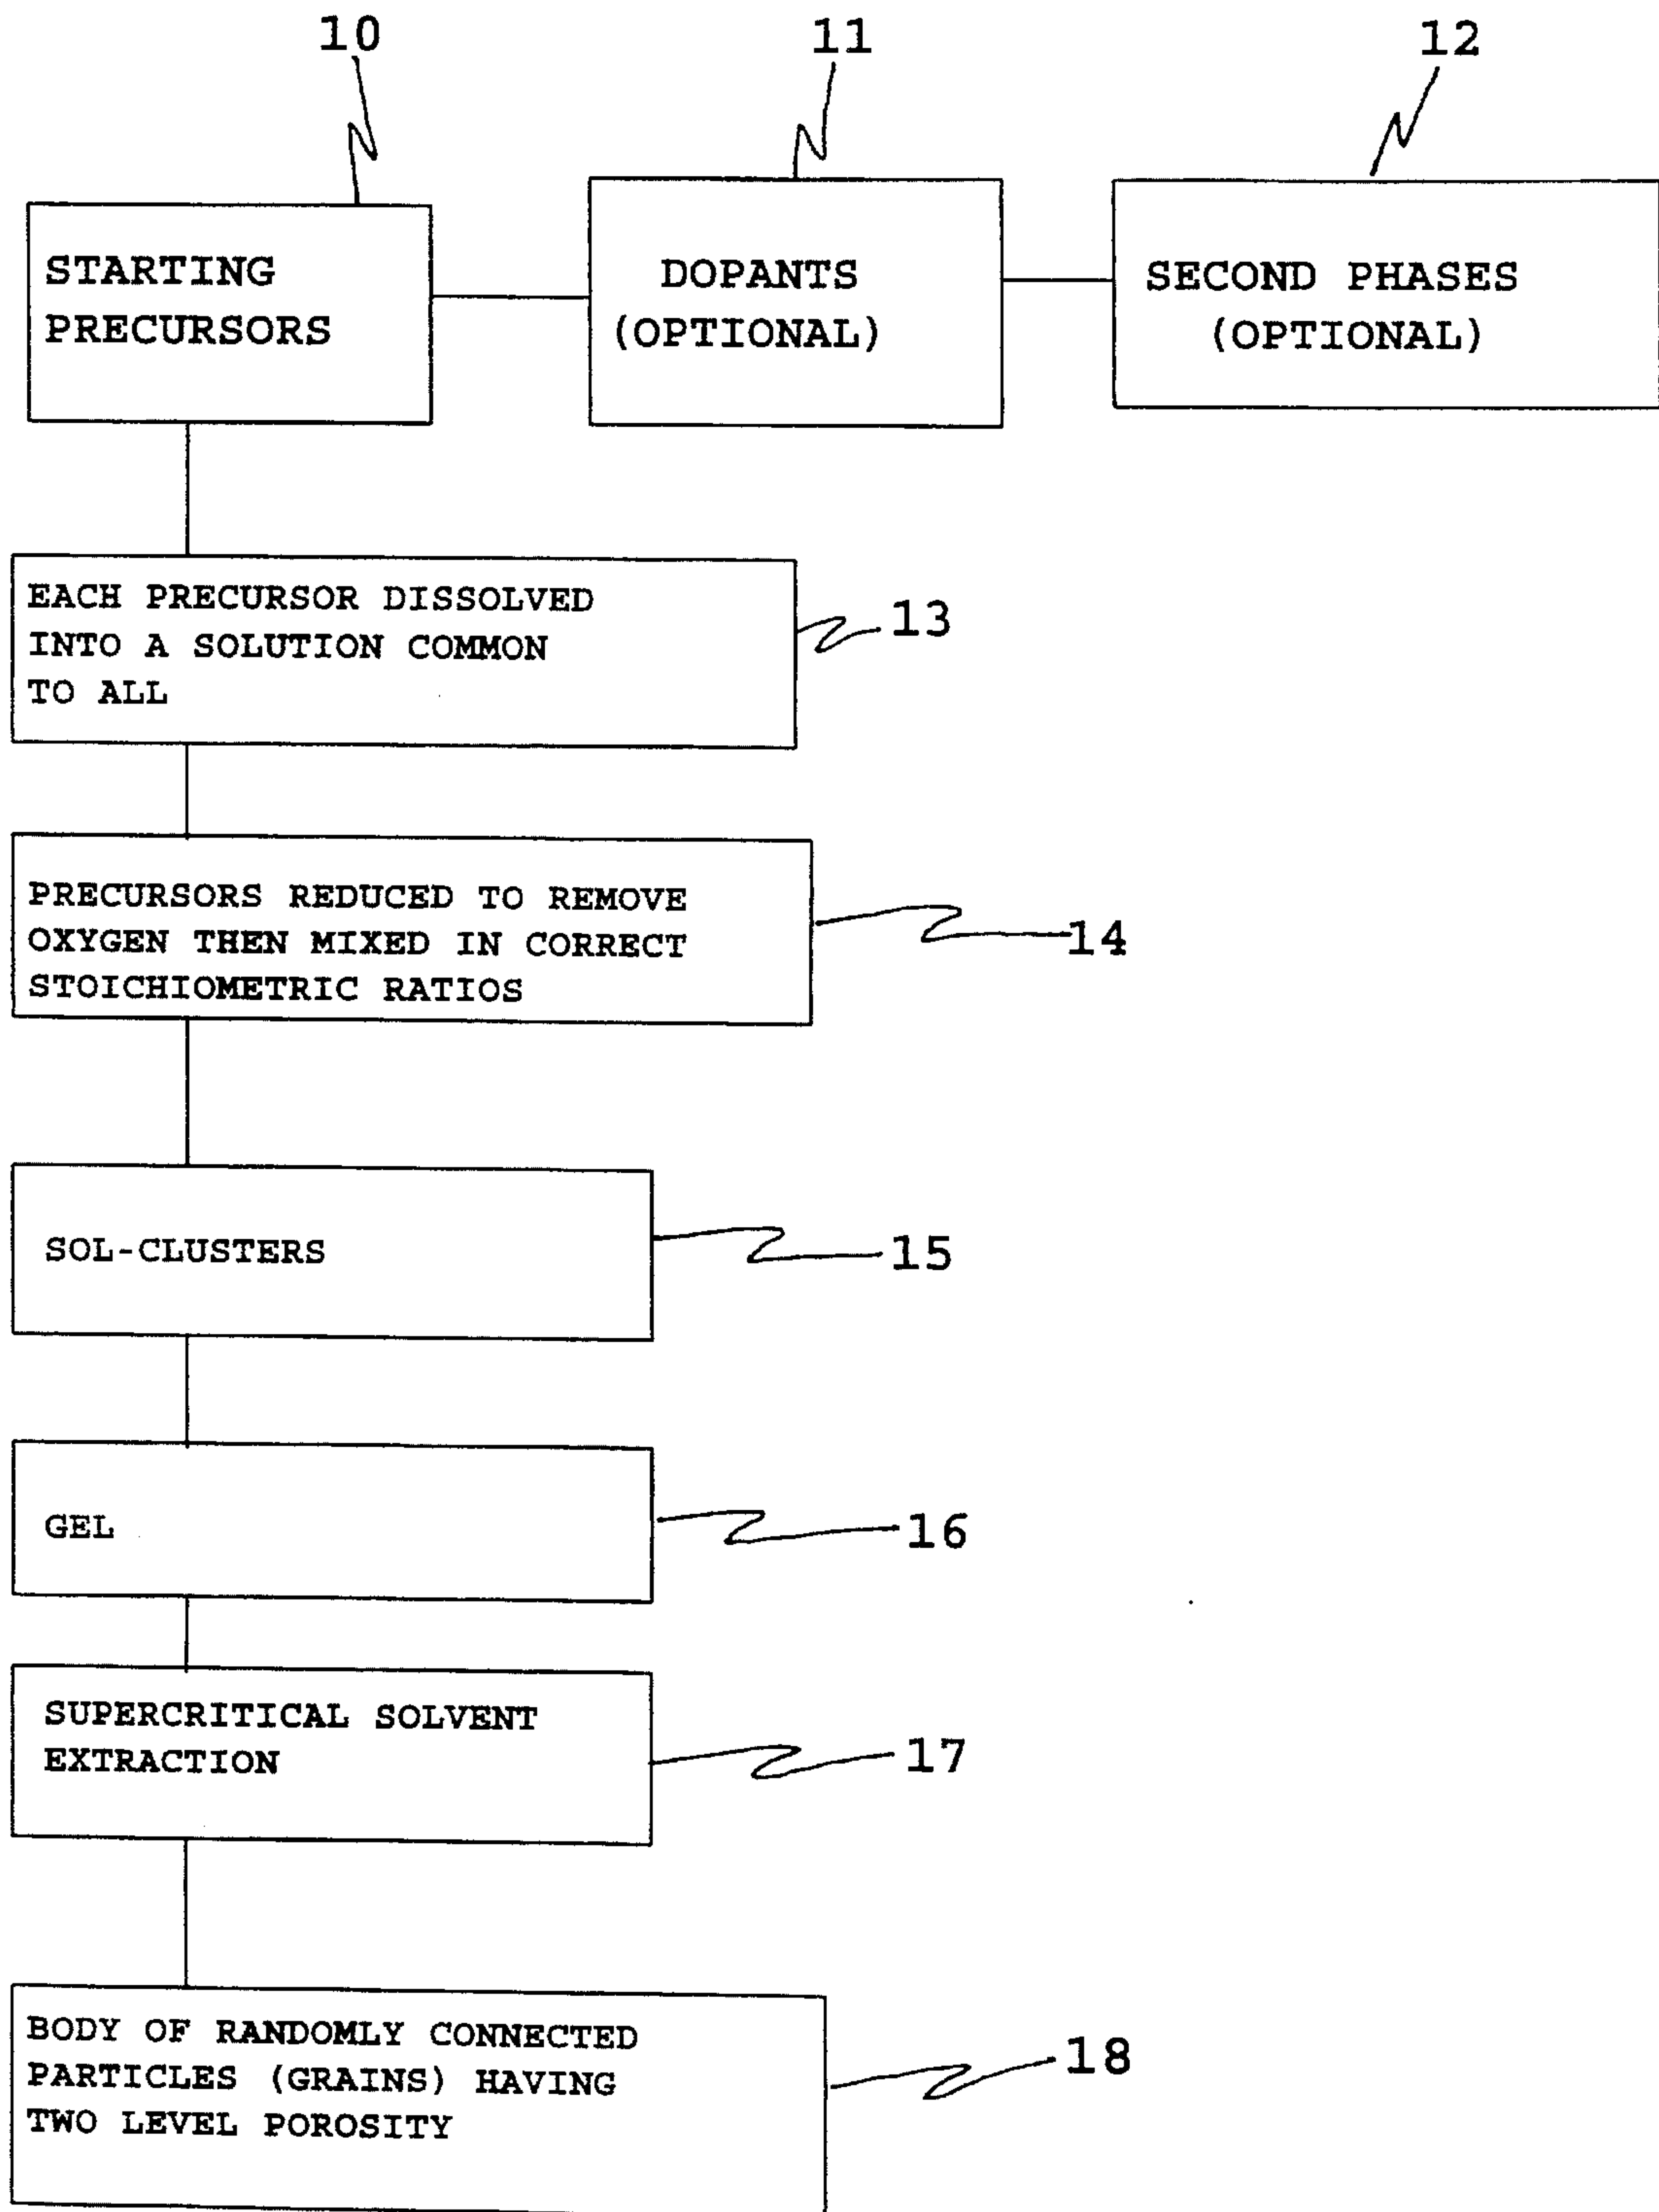 10
11
12
STARTING
PRECURSORS
DOPANTS
(OPTIONAL)
SECOND PHASES
(OPTIONAL)
EACH PRECURSOR DISSOLVED
INTO A SOLUTION COMMON
TO ALL
13
PRECURSORS REDUCED TO REMOVE
OXYGEN THEN MIXED IN CORRECT
STOICHIOMETRIC RATIOS
14
SOL-CLUSTERS
15
GEL
16
SUPERCRITICAL SOLVENT
EXTRACTION
17
BODY OF RANDOMLY CONNECTED
PARTICLES (GRAINS) HAVING
TWO LEVEL POROSITY
18